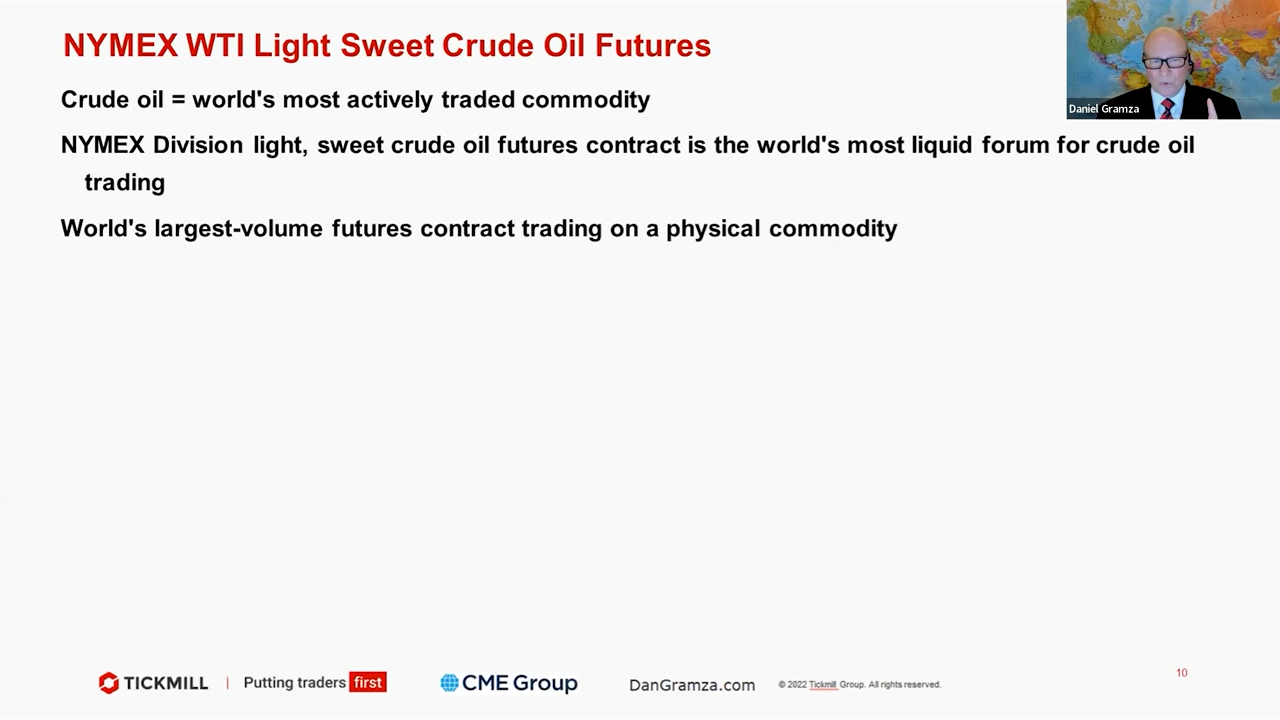 NYMEX WTI Light Sweet Crude Oil Futures
Daniel Gramza
Crude oil = world's most actively traded commodity
NYMEX Division light, sweet crude oil futures contract is the world's most liquid forum for crude oil
trading
World's largest-volume futures contract trading on a physical commodity
TICKMILL | Putting traders first
CME Group
DanGramza.com
© 2022 Tickmill Group. All rights reserved.
10